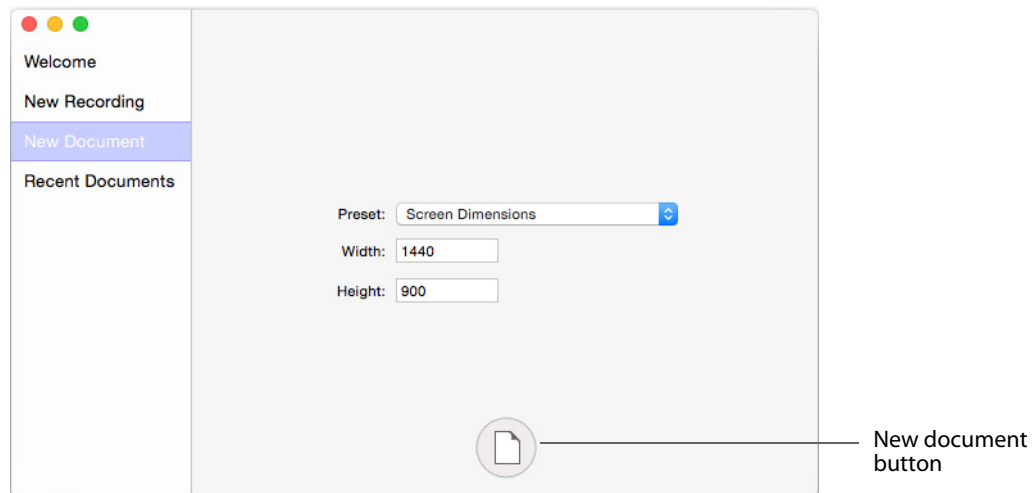 Welcome
New Recording
New Document
Recent Documents
Preset: Screen Dimensions
Width: 1440
Height: 900
New document
button